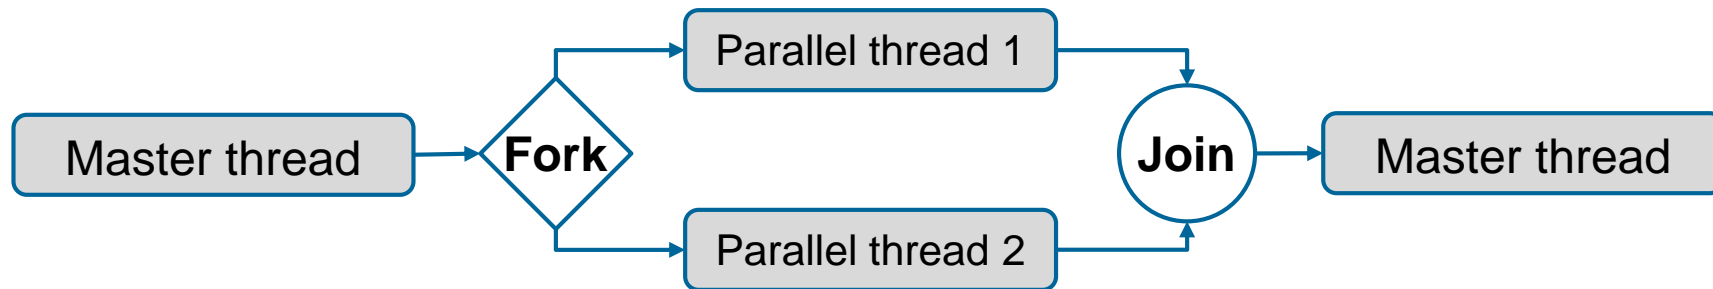 Master thread
Fork
Parallel thread 1
Parallel thread 2
Join
Master thread